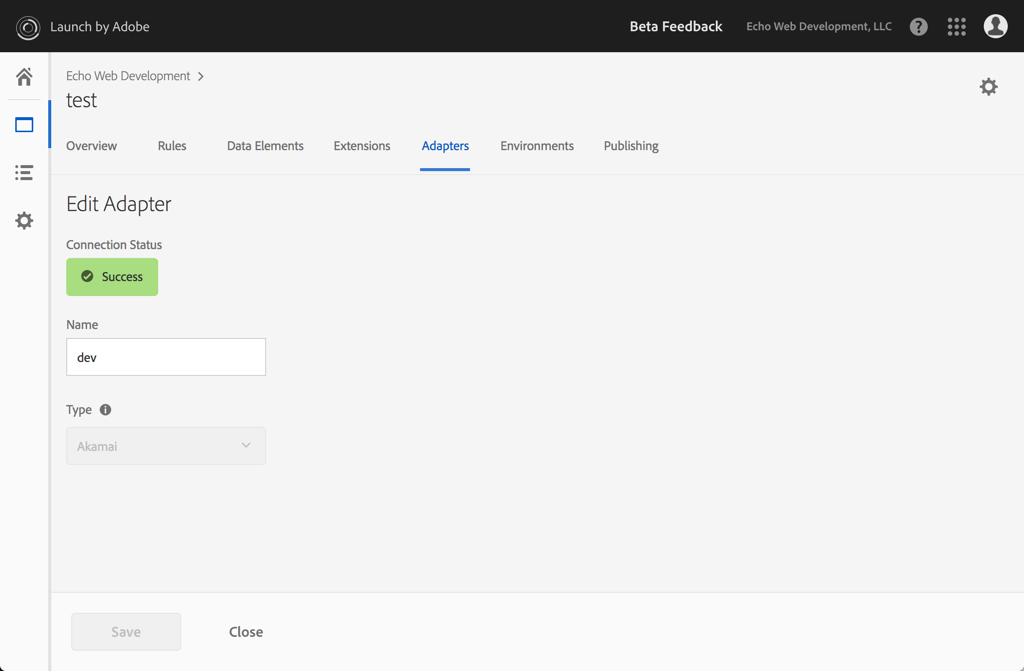 Launch by Adobe
Beta Feedback
Echo Web Development, LLC
Echo Web Development
test
Overview
Rules
Data Elements
Extensions
Adapters
Environments
Publishing
Edit Adapter
Connection Status
Success
Name
dev
Type
Akamai
Save
Close